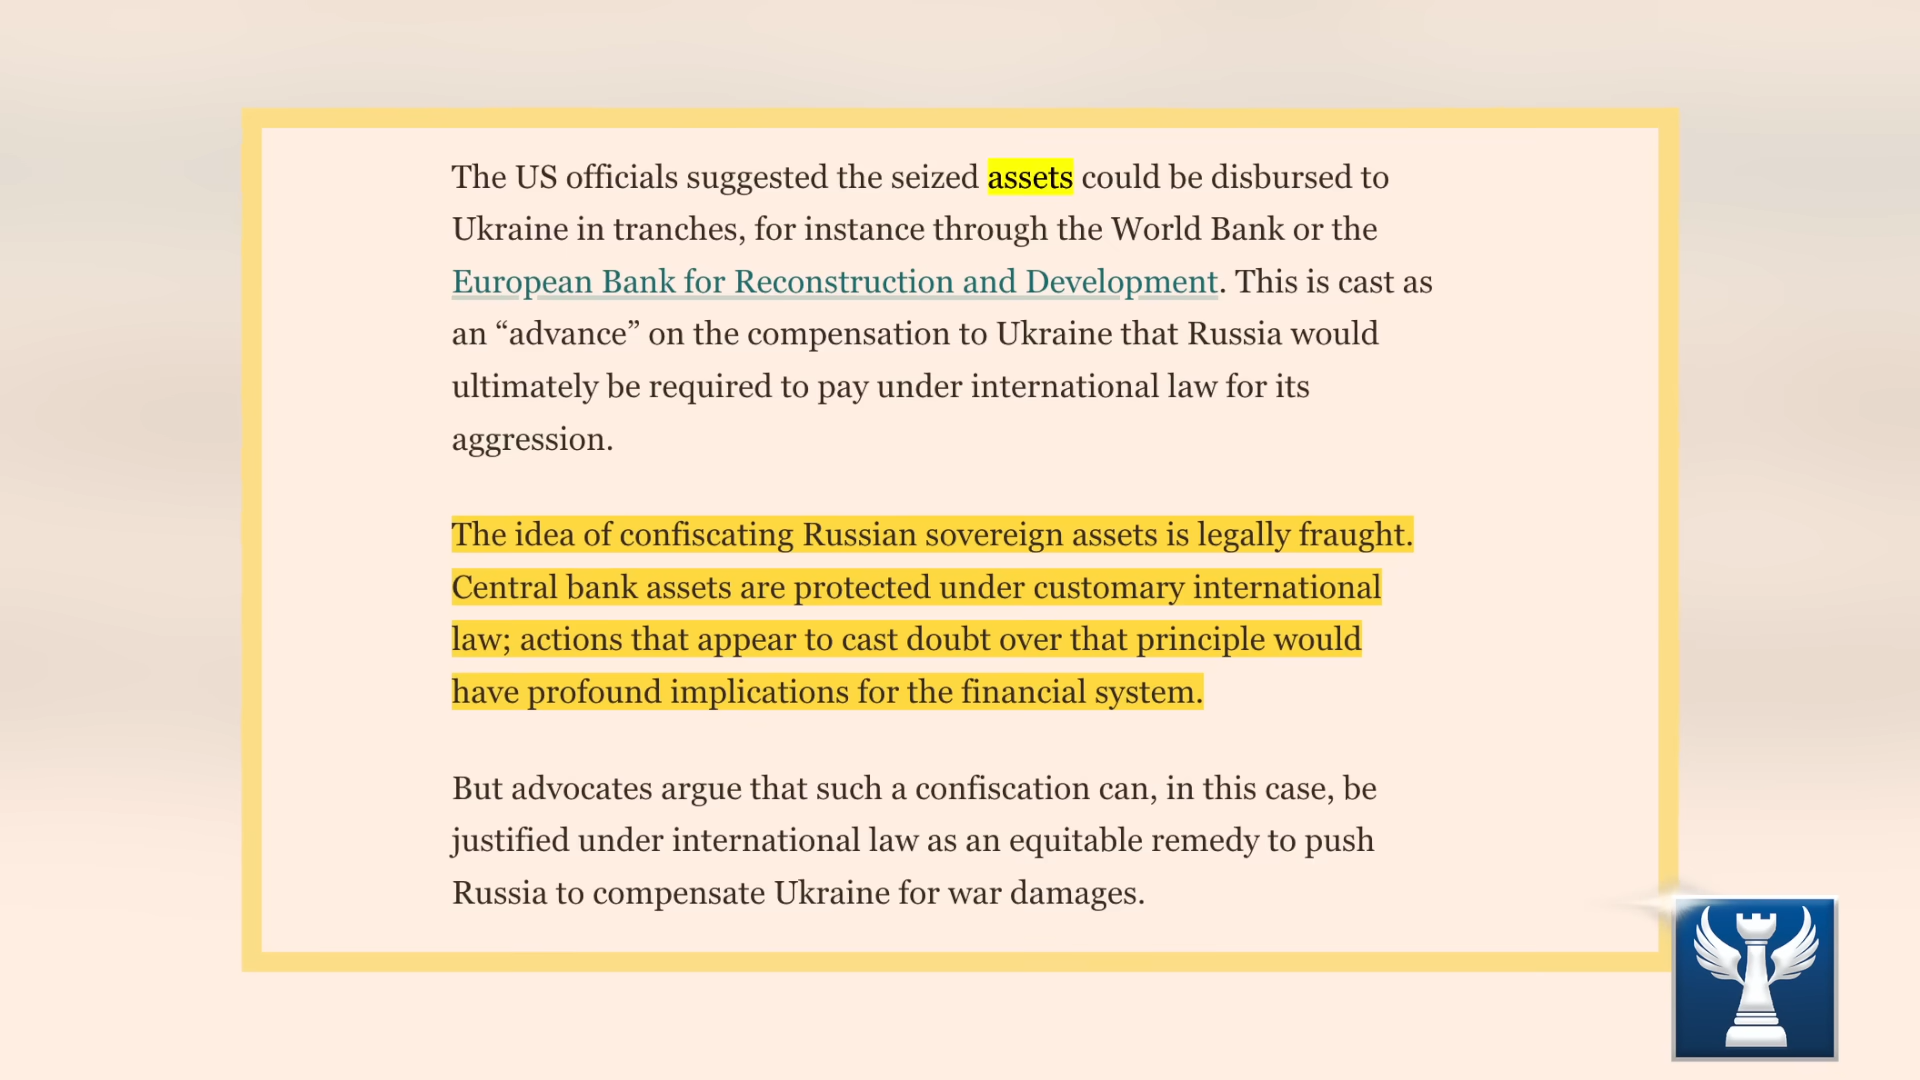 The US officials suggested the seized assets could be disbursed to
Ukraine in tranches, for instance through the World Bank or the
European Bank for Reconstruction and Development. This is cast as
an “advance” on the compensation to Ukraine that Russia would
ultimately be required to pay under international law for its
aggression.
The idea of confiscating Russian sovereign assets is legally fraught.
Central bank assets are protected under customary international
law; actions that appear to cast doubt over that principle would
have profound implications for the financial system.
But advocates argue that such a confiscation can, in this case, be
justified under international law as an equitable remedy to push
Russia to compensate Ukraine for war damages.